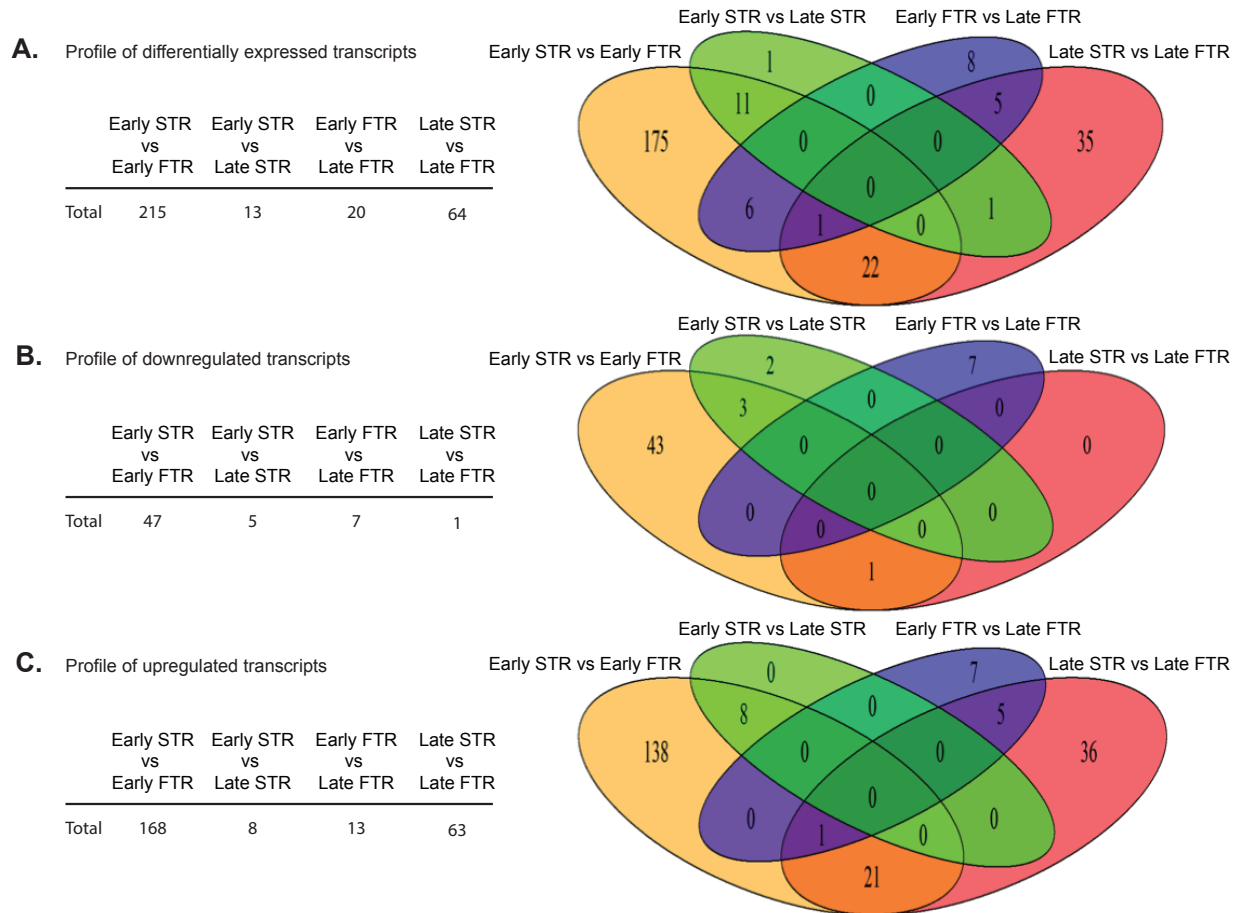 A. Profile of differentially expressed transcripts
Early STR vs Early FTR
Early STR vs Late STR
Early FTR vs Late FTR
Late STR vs Late FTR
Total 215 13 20 64
Early STR vs Late STR Early FTR vs Late FTR
Early STR vs Early FTR Late STR vs Late FTR
1 8
11 0 5
175 0 0 35
0
6 1 0 1
22
B. Profile of downregulated transcripts
Early STR vs Early FTR
Early STR vs Late STR
Early FTR vs Late FTR
Late STR vs Late FTR
Total 47 5 7 1
Early STR vs Late STR Early FTR vs Late FTR
Early STR vs Early FTR Late STR vs Late FTR
2 7
3 0 0
43 0 0 0
0
0 0 0 0
1
C. Profile of upregulated transcripts
Early STR vs Early FTR
Early STR vs Late STR
Early FTR vs Late FTR
Late STR vs Late FTR
Total 168 8 13 63
Early STR vs Late STR Early FTR vs Late FTR
Early STR vs Early FTR Late STR vs Late FTR
0 7
8 0 5
138 0 0 36
0
0 1 0 0
21